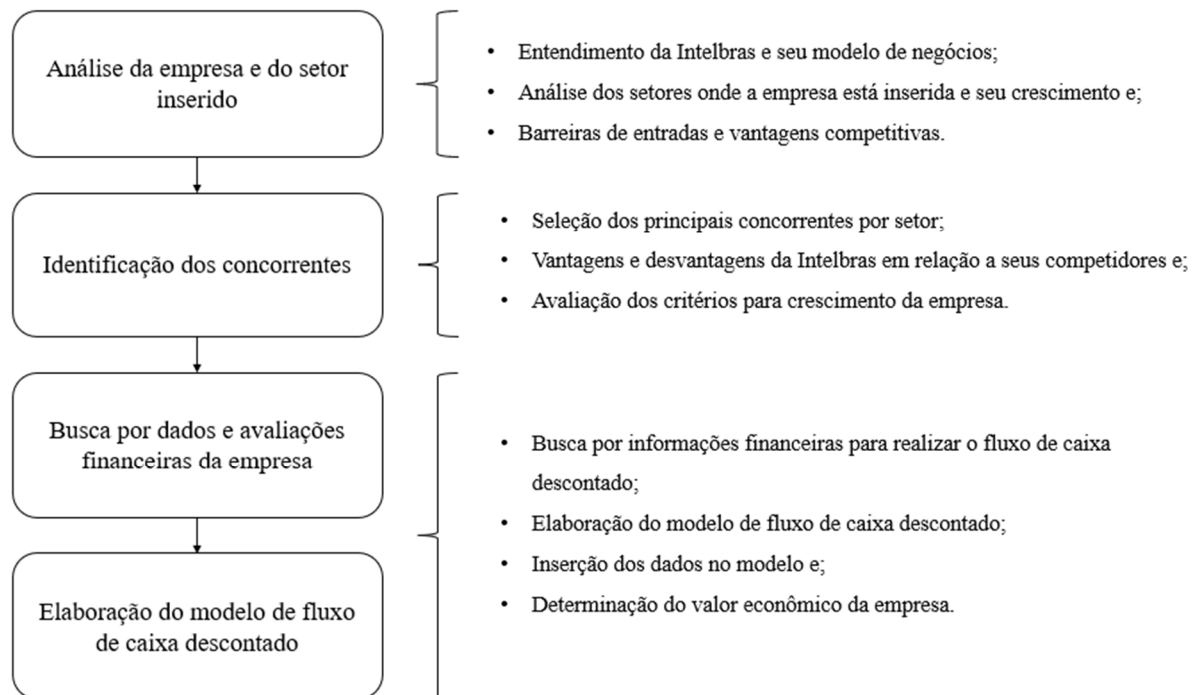 Análise da empresa e do setor
inserido
• Entendimento da Intelbras e seu modelo de negócios;
• Análise dos setores onde a empresa está inserida e seu crescimento e;
• Barreiras de entradas e vantagens competitivas.
Identificação dos concorrentes
• Seleção dos principais concorrentes por setor;
• Vantagens e desvantagens da Intelbras em relação a seus competidores e;
• Avaliação dos critérios para crescimento da empresa.
Busca por dados e avaliações
financeiras da empresa
Elaboração do modelo de fluxo
de caixa descontado
• Busca por informações financeiras para realizar o fluxo de caixa
descontado;
• Elaboração do modelo de fluxo de caixa descontado;
• Inserção dos dados no modelo e;
• Determinação do valor econômico da empresa.